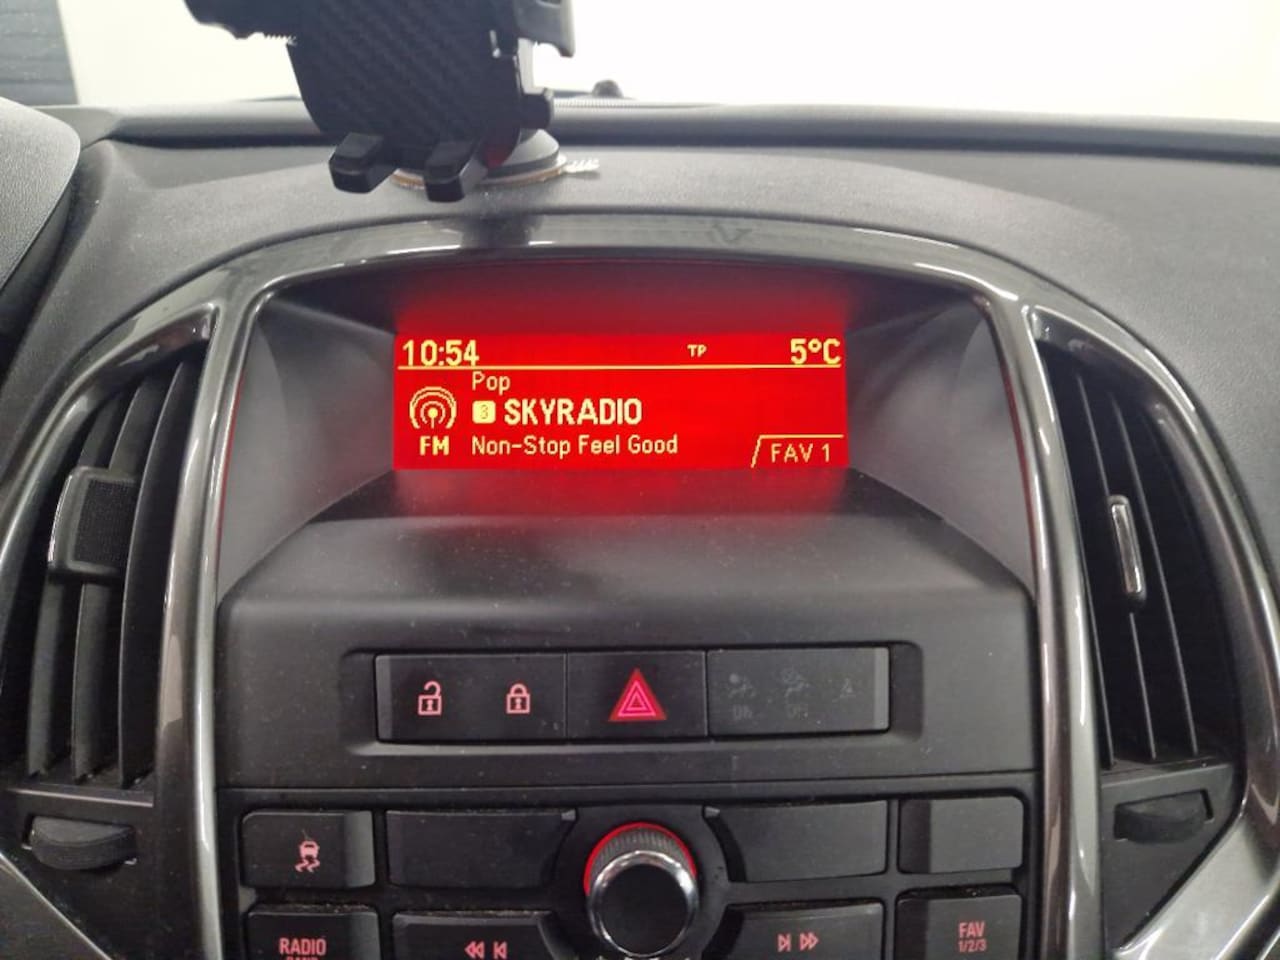 10:54 TP 5°C
Pop
3 SKYRADIO
FM Non-Stop Feel Good FAV 1
RADIO
FAV
1/2/3